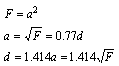 F = a²
a = √F = 0.77d
d = 1.414a = 1.414√F